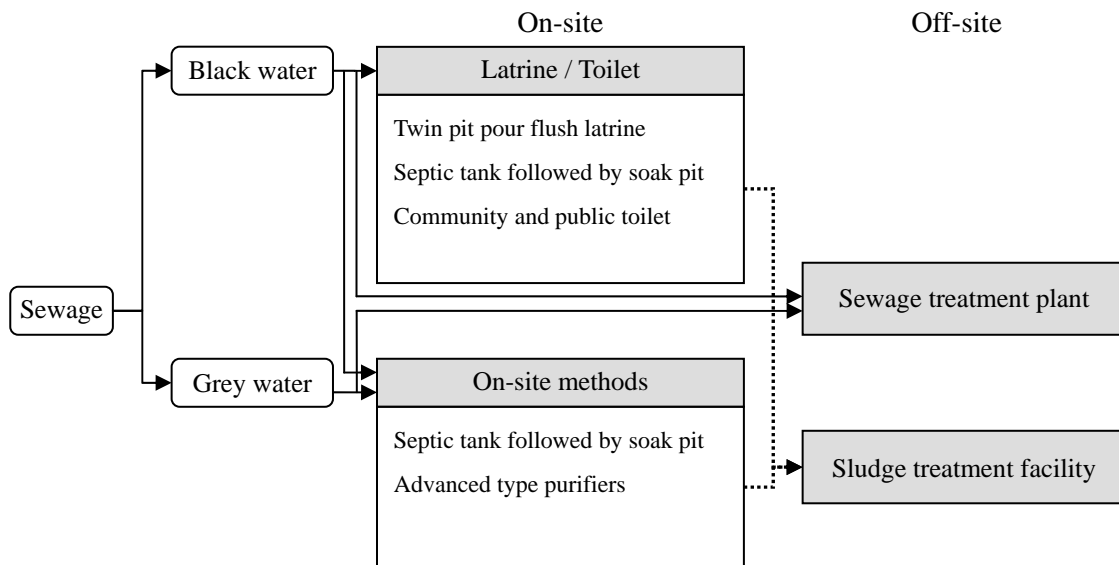 On-site
Off-site
Black water
Latrine / Toilet
Twin pit pour flush latrine
Septic tank followed by soak pit
Community and public toilet
Sewage
Sewage treatment plant
Grey water
On-site methods
Septic tank followed by soak pit
Advanced type purifiers
Sludge treatment facility